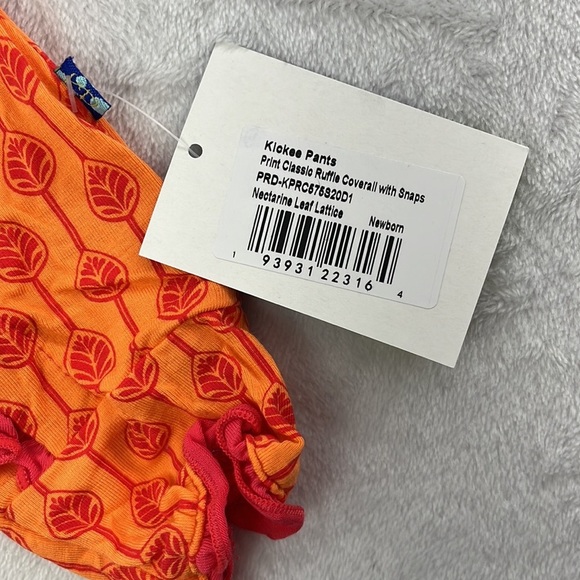 Kickee Pants
Print Classic Ruffle Coverall with Snaps
PRD-KPRC575S20D1
Nectarine Leaf Lattice Newborn
1 93931 22316 4